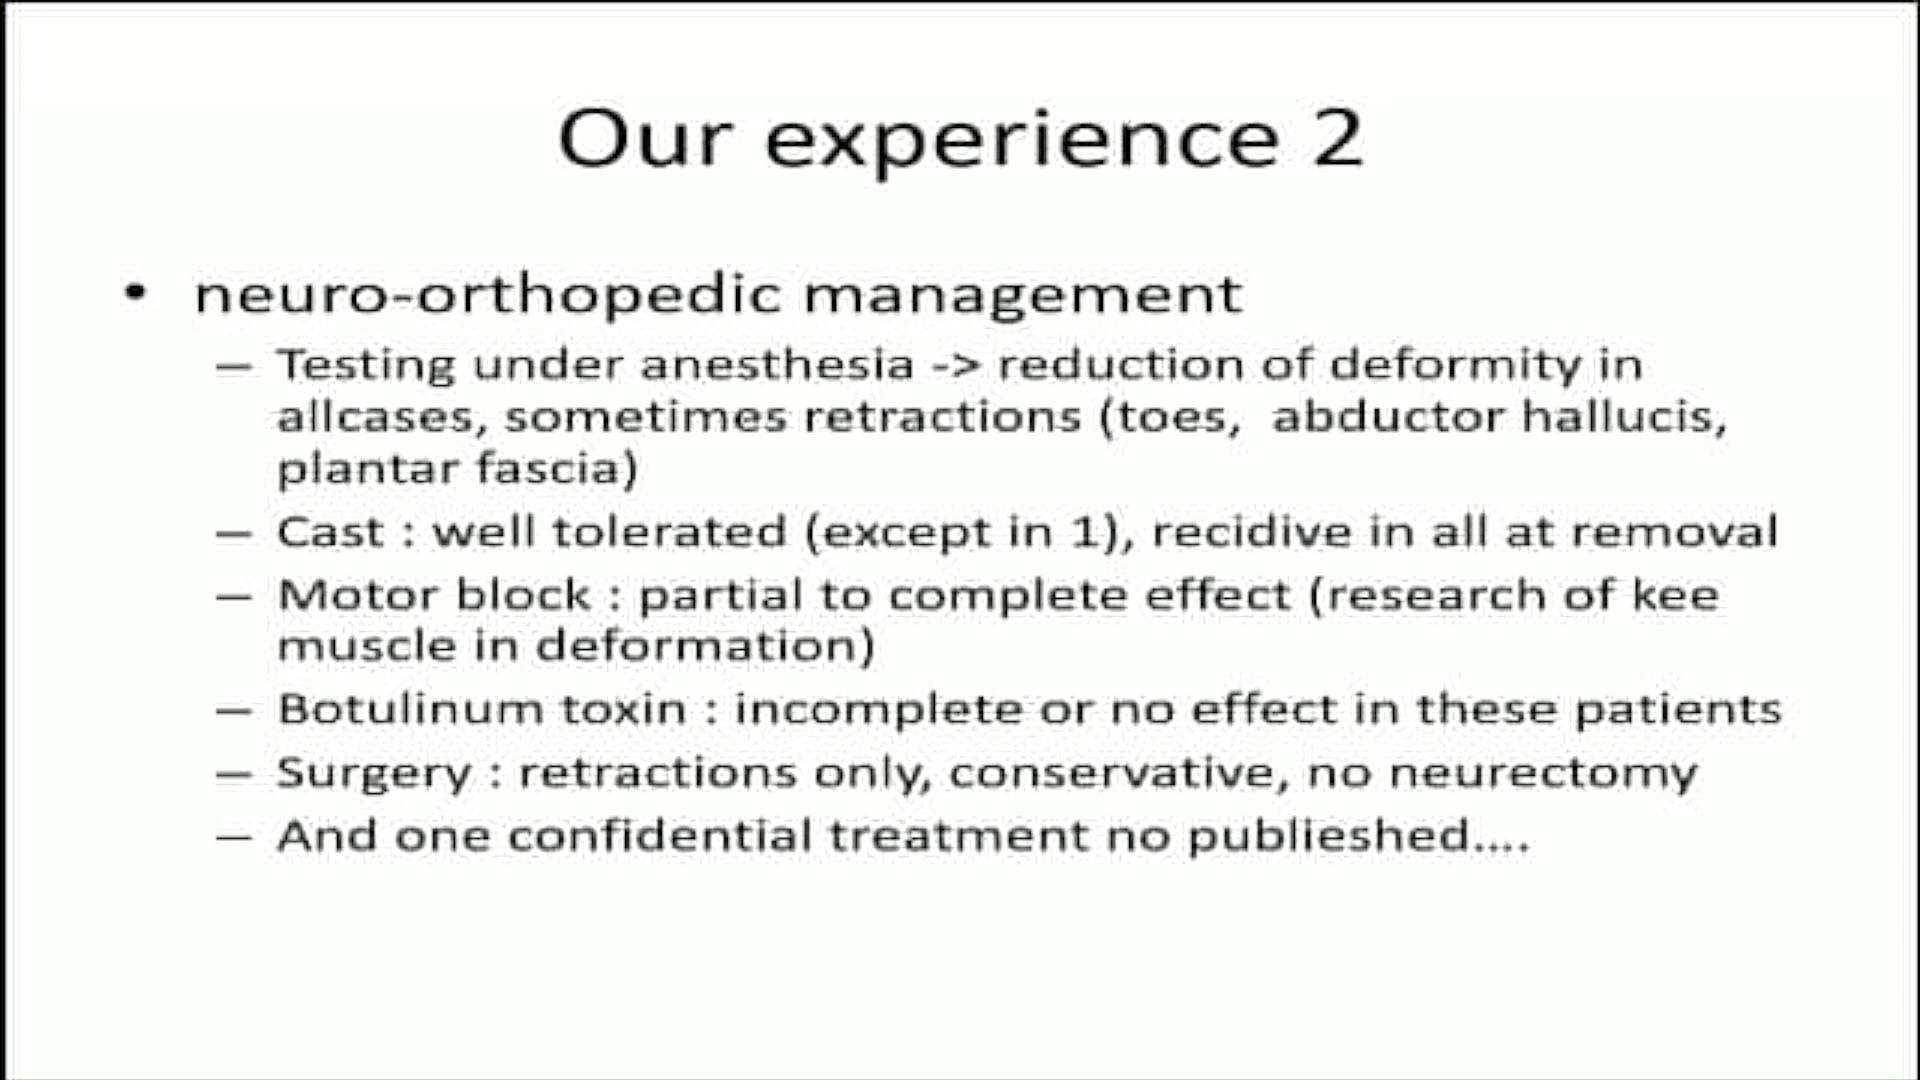 Our experience 2
• neuro-orthopedic management
– Testing under anesthesia -> reduction of deformity in
allcases, sometimes retractions (toes, abductor hallucis,
plantar fascia)
– Cast : well tolerated (except in 1), recidive in all at removal
– Motor block : partial to complete effect (research of kee
muscle in deformation)
– Botulinum toxin : incomplete or no effect in these patients
– Surgery : retractions only, conservative, no neurectomy
– And one confidential treatment no publieshed....